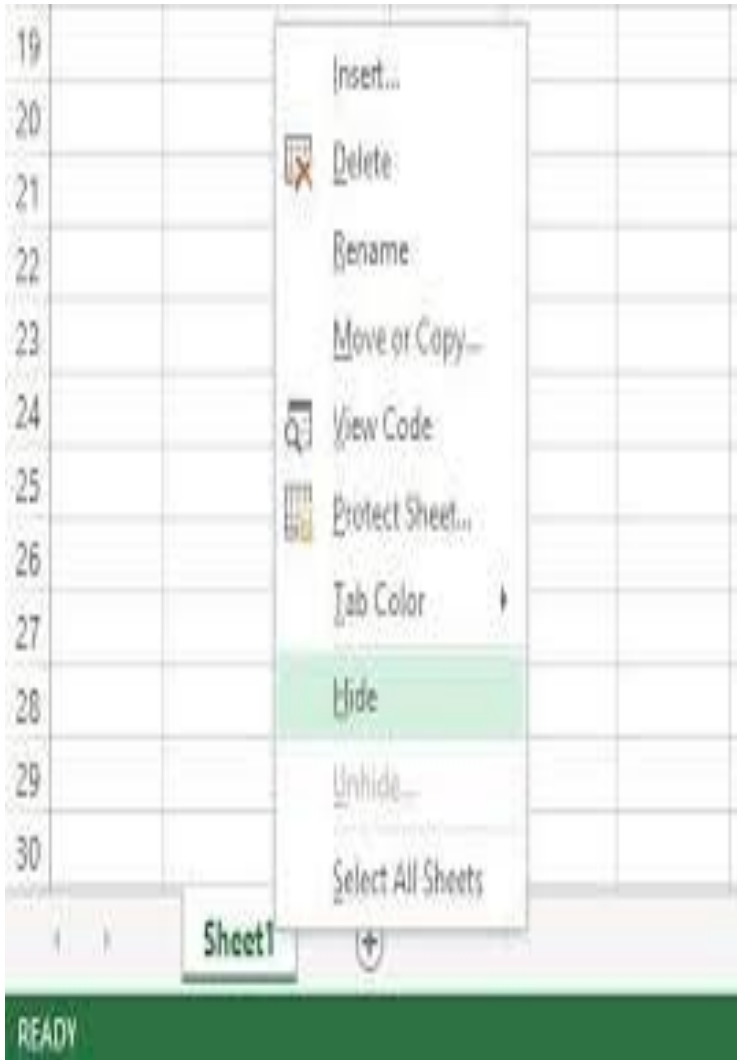 19
Insert...
20
Delete
21
Rename
22
23
Move or Copy...
24
View Code
25
Protect Sheet...
26
Tab Color
27
28
Hide
29
Unhide...
30
Select All Sheets
Sheet1
READY